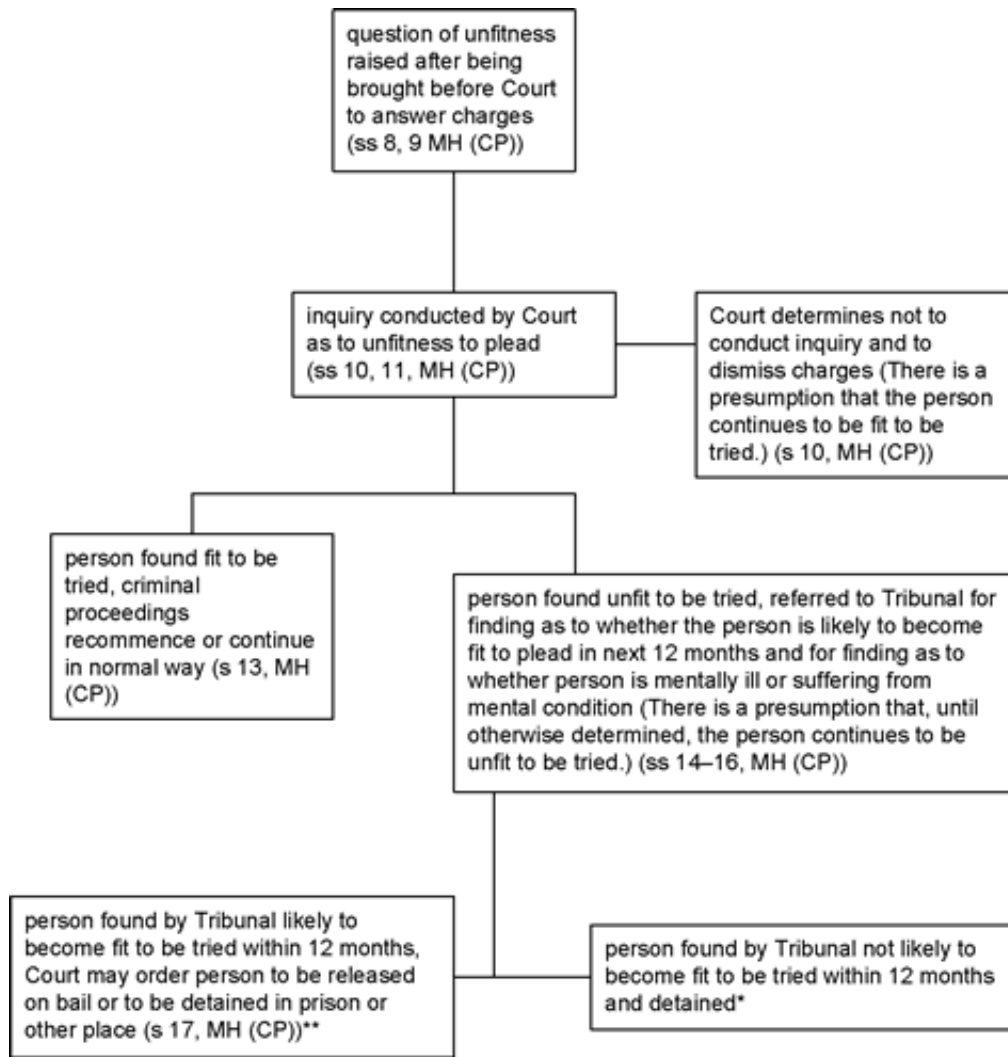 question of unfitness
raised after being
brought before Court
to answer charges
(ss 8, 9 MH (CP))
inquiry conducted by Court
as to unfitness to plead
(ss 10, 11, MH (CP))
Court determines not to
conduct inquiry and to
dismiss charges (There is a
presumption that the person
continues to be fit to be
tried.) (s 10, MH (CP))
person found fit to be
tried, criminal
proceedings
recommence or continue
in normal way (s 13, MH
(CP))
person found unfit to be tried, referred to Tribunal for
finding as to whether the person is likely to become
fit to plead in next 12 months and for finding as to
whether person is mentally ill or suffering from
mental condition (There is a presumption that, until
otherwise determined, the person continues to be
unfit to be tried.) (ss 14–16, MH (CP))
person found by Tribunal likely to
become fit to be tried within 12 months,
Court may order person to be released
on bail or to be detained in prison or
other place (s 17, MH (CP))**
person found by Tribunal not likely to
become fit to be tried within 12 months
and detained*